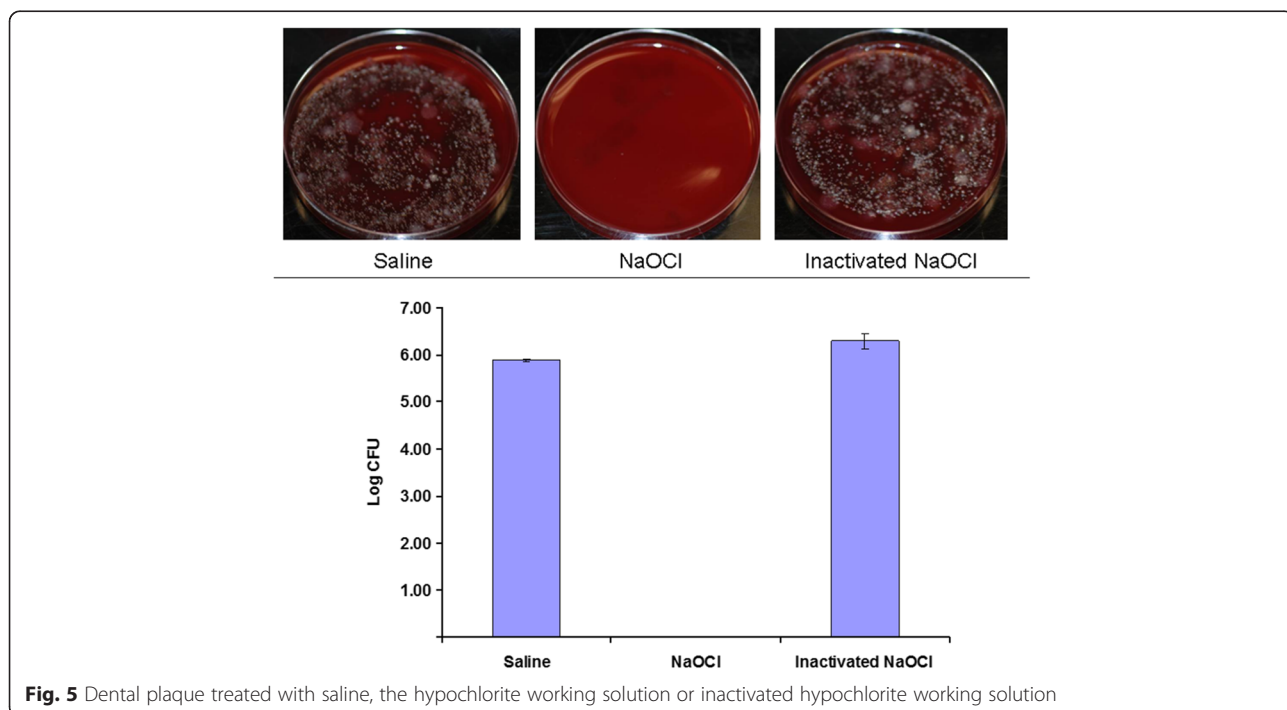 Saline NaOCl Inactivated NaOCl
7.00
6.00
5.00
4.00
3.00
2.00
1.00
Log CFU
Saline NaOCl Inactivated NaOCl
Fig. 5 Dental plaque treated with saline, the hypochlorite working solution or inactivated hypochlorite working solution